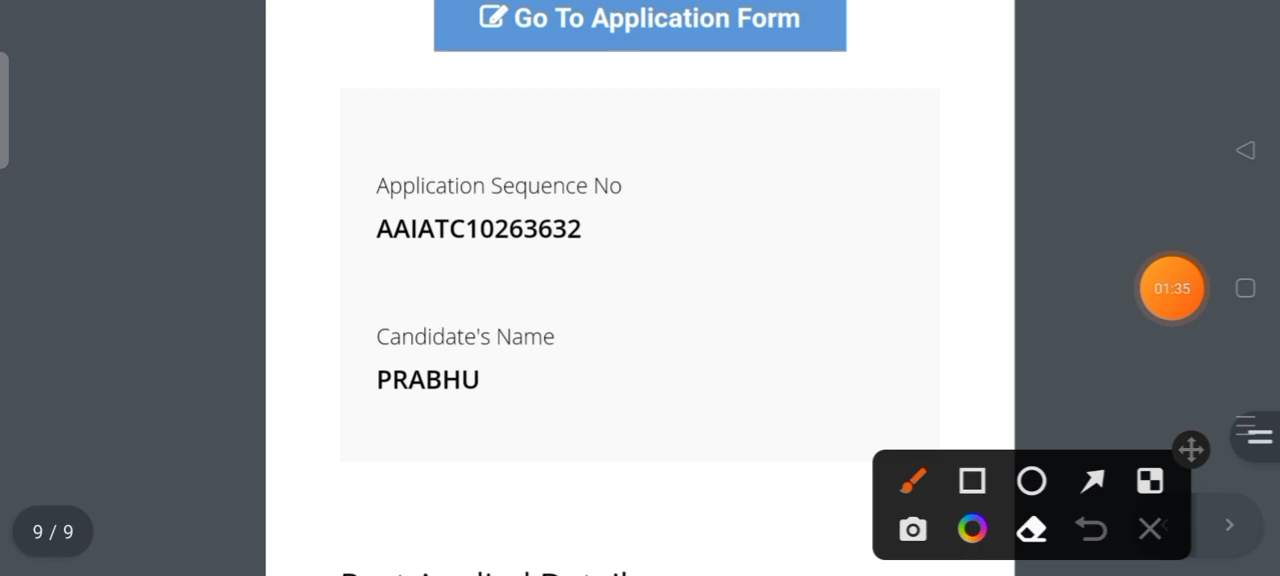 Go To Application Form
Application Sequence No
AAIATC10263632
01:35
Candidate's Name
PRABHU
9 / 9